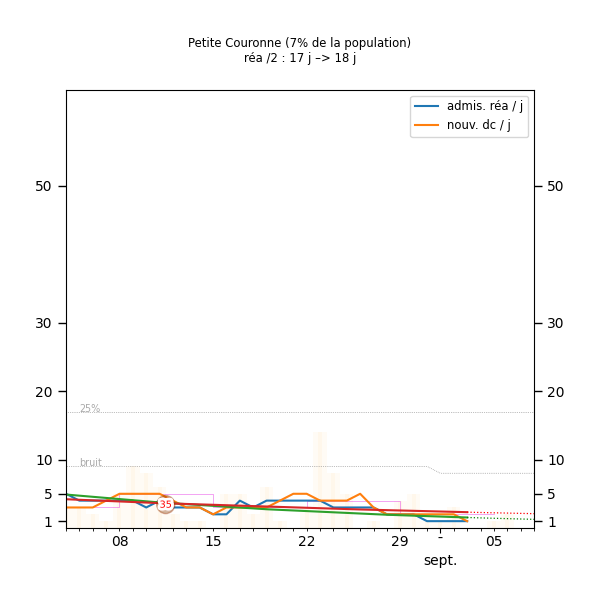 Petite Couronne (7% de la population)
réa /2 : 17 j –> 18 j
admis. réa / j
nouv. dc / j
50 50
30 30
25%
20 20
bruit
10 10
5 5
35
1 1
08 15 22 29 - 05
sept.